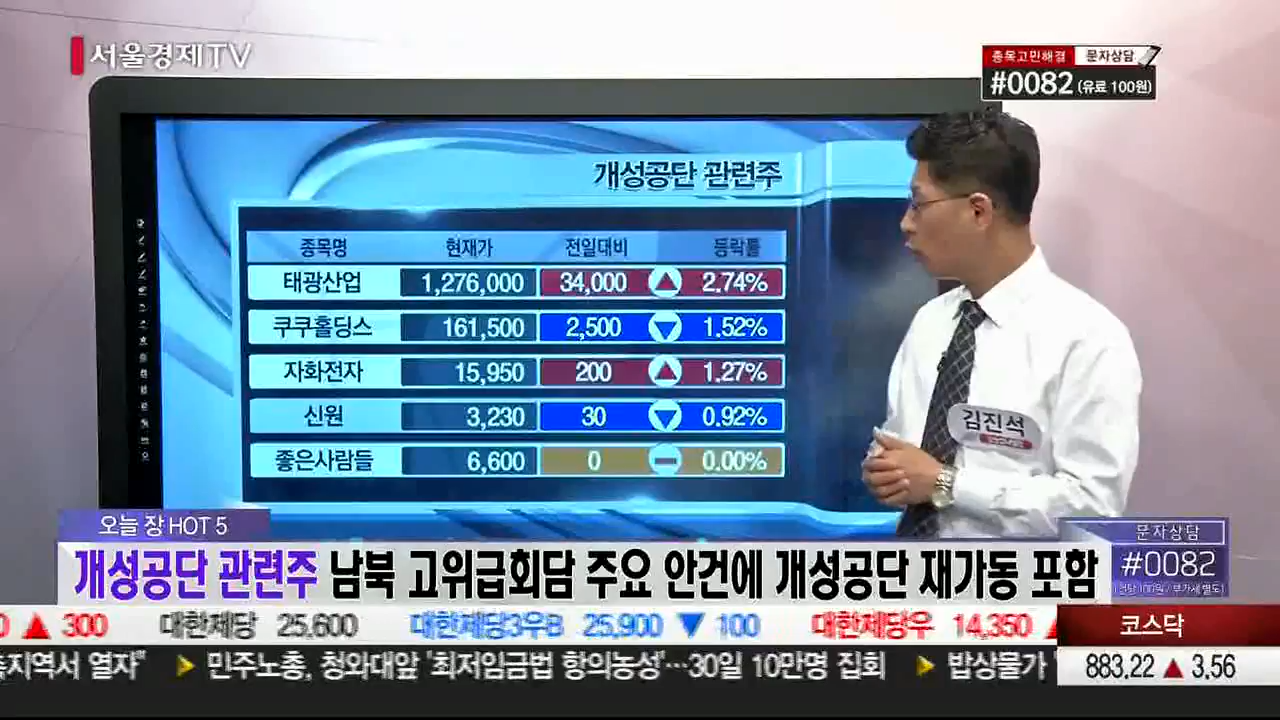 서울경제TV
종목고민해결 문자상담
#0082 (유료 100원)
개성공단 관련주
종목명 현재가 전일대비 등락률
태광산업 1,276,000 34,000 ▲ 2.74%
쿠쿠홀딩스 161,500 2,500 ▼ 1.52%
자화전자 15,950 200 ▲ 1.27%
신원 3,230 30 ▼ 0.92%
좋은사람들 6,600 0 - 0.00%
김진석
오늘 장 HOT 5
문자상담
#0082
개성공단 관련주 남북 고위급회담 주요 안건에 개성공단 재가동 포함
0 ▲ 300 대한제당 25,600 대한제당3우B 25,900 ▼ 100 대한제당우 14,350 ▲
코스닥
측지역서 열자" ▶ 민주노총, 청와대앞 '최저임금법 항의농성'…30일 10만명 집회 ▶ 밥상물가
883.22 ▲ 3.56